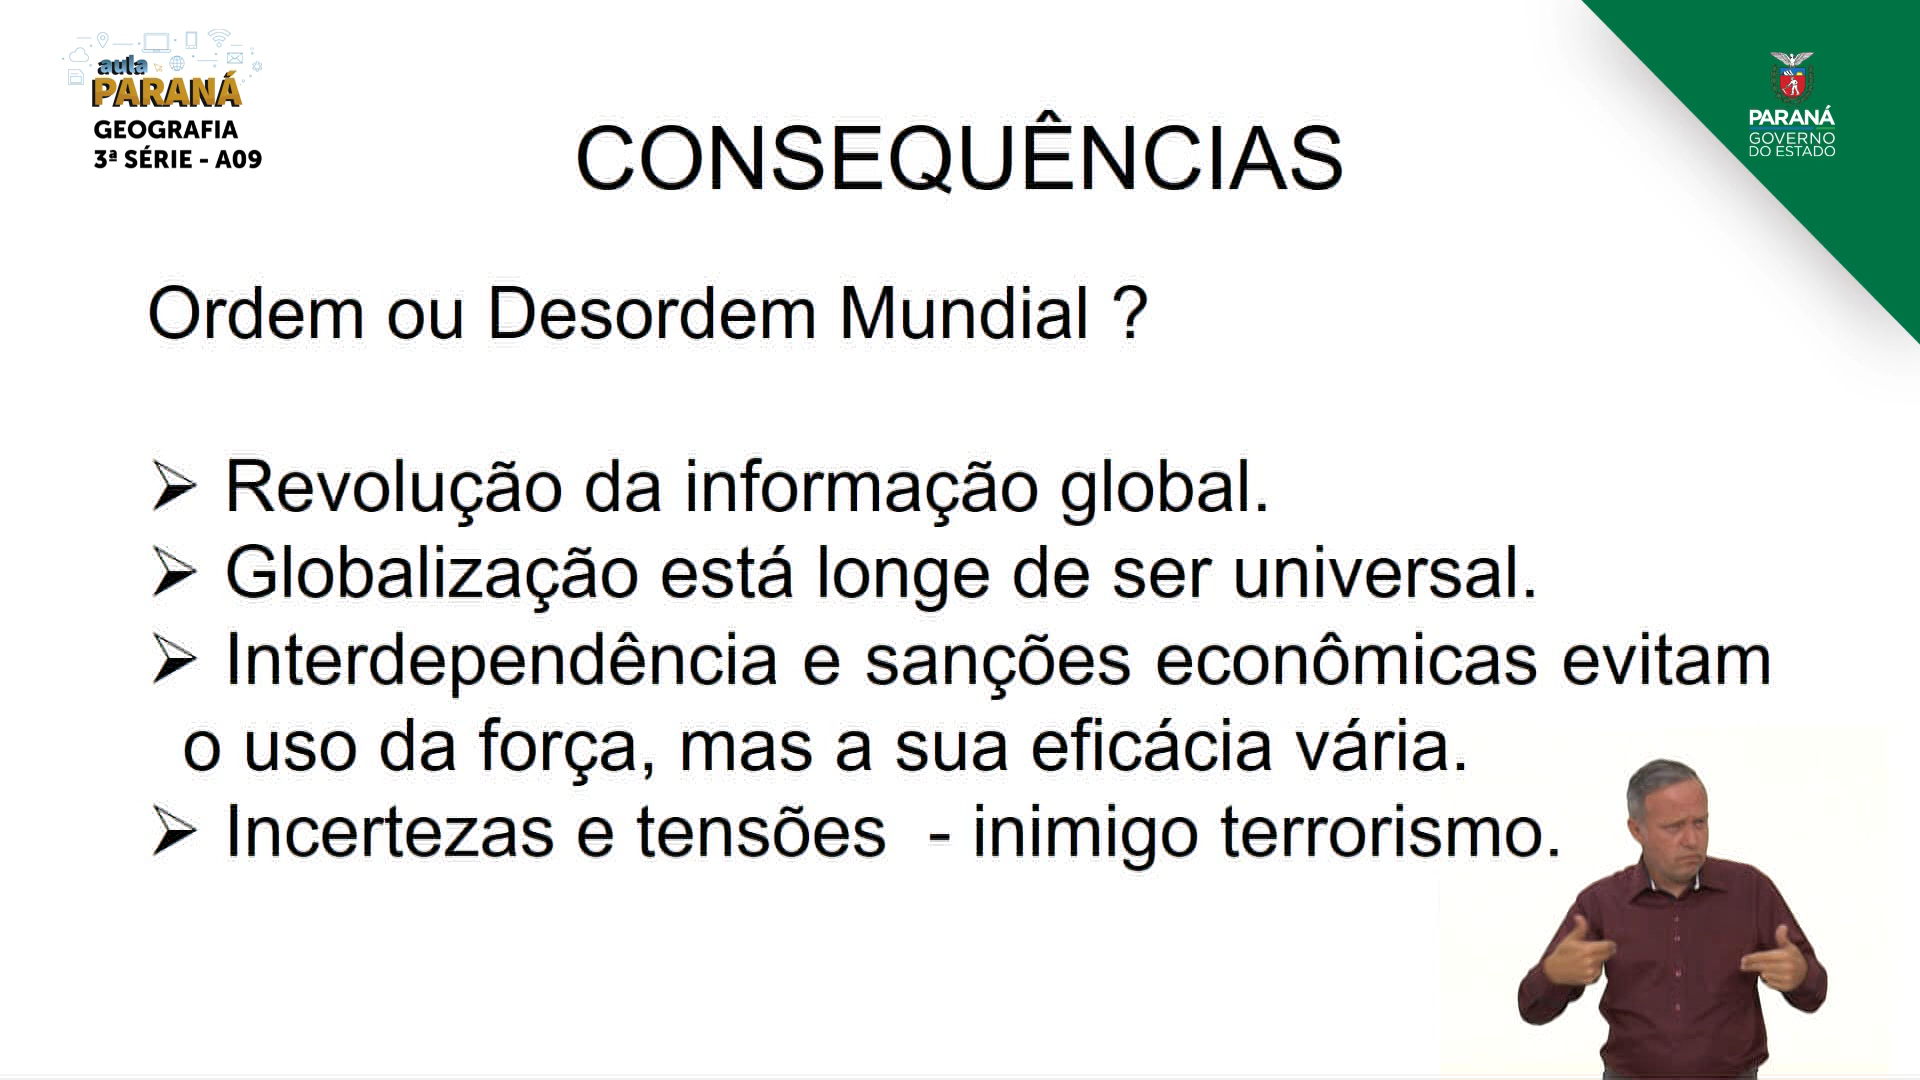 aula
PARANÁ
GEOGRAFIA
3ª SÉRIE - A09
PARANÁ
GOVERNO
DO ESTADO
CONSEQUÊNCIAS
Ordem ou Desordem Mundial ?
➢ Revolução da informação global.
➢ Globalização está longe de ser universal.
➢ Interdependência e sanções econômicas evitam
o uso da força, mas a sua eficácia vária.
➢ Incertezas e tensões - inimigo terrorismo.